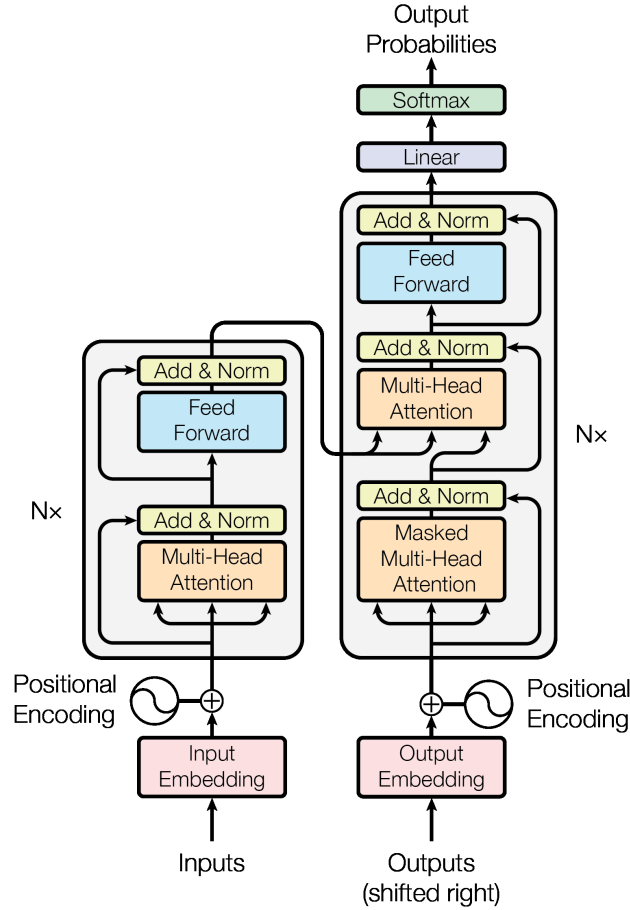 Output
Probabilities
Softmax
Linear
Add & Norm
Feed
Forward
Add & Norm
Multi-Head
Attention
Add & Norm
Masked
Multi-Head
Attention
Nx
Add & Norm
Feed
Forward
Add & Norm
Multi-Head
Attention
Nx
Positional
Encoding
Input
Embedding
Inputs
Positional
Encoding
Output
Embedding
Outputs
(shifted right)